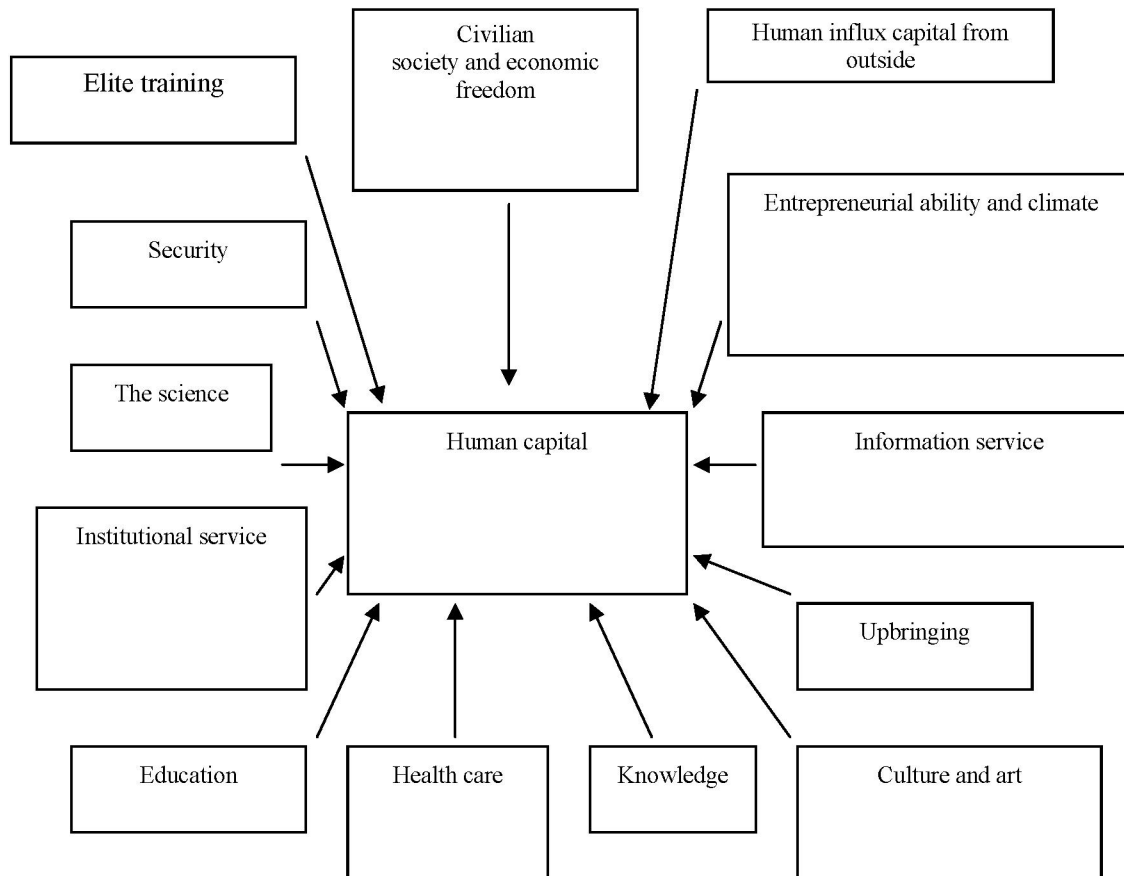 Elite training
Civilian
society and economic
freedom
Human influx capital from
outside
Security
Entrepreneurial ability and climate
The science
Human capital
Information service
Institutional service
Upbringing
Education
Health care
Knowledge
Culture and art